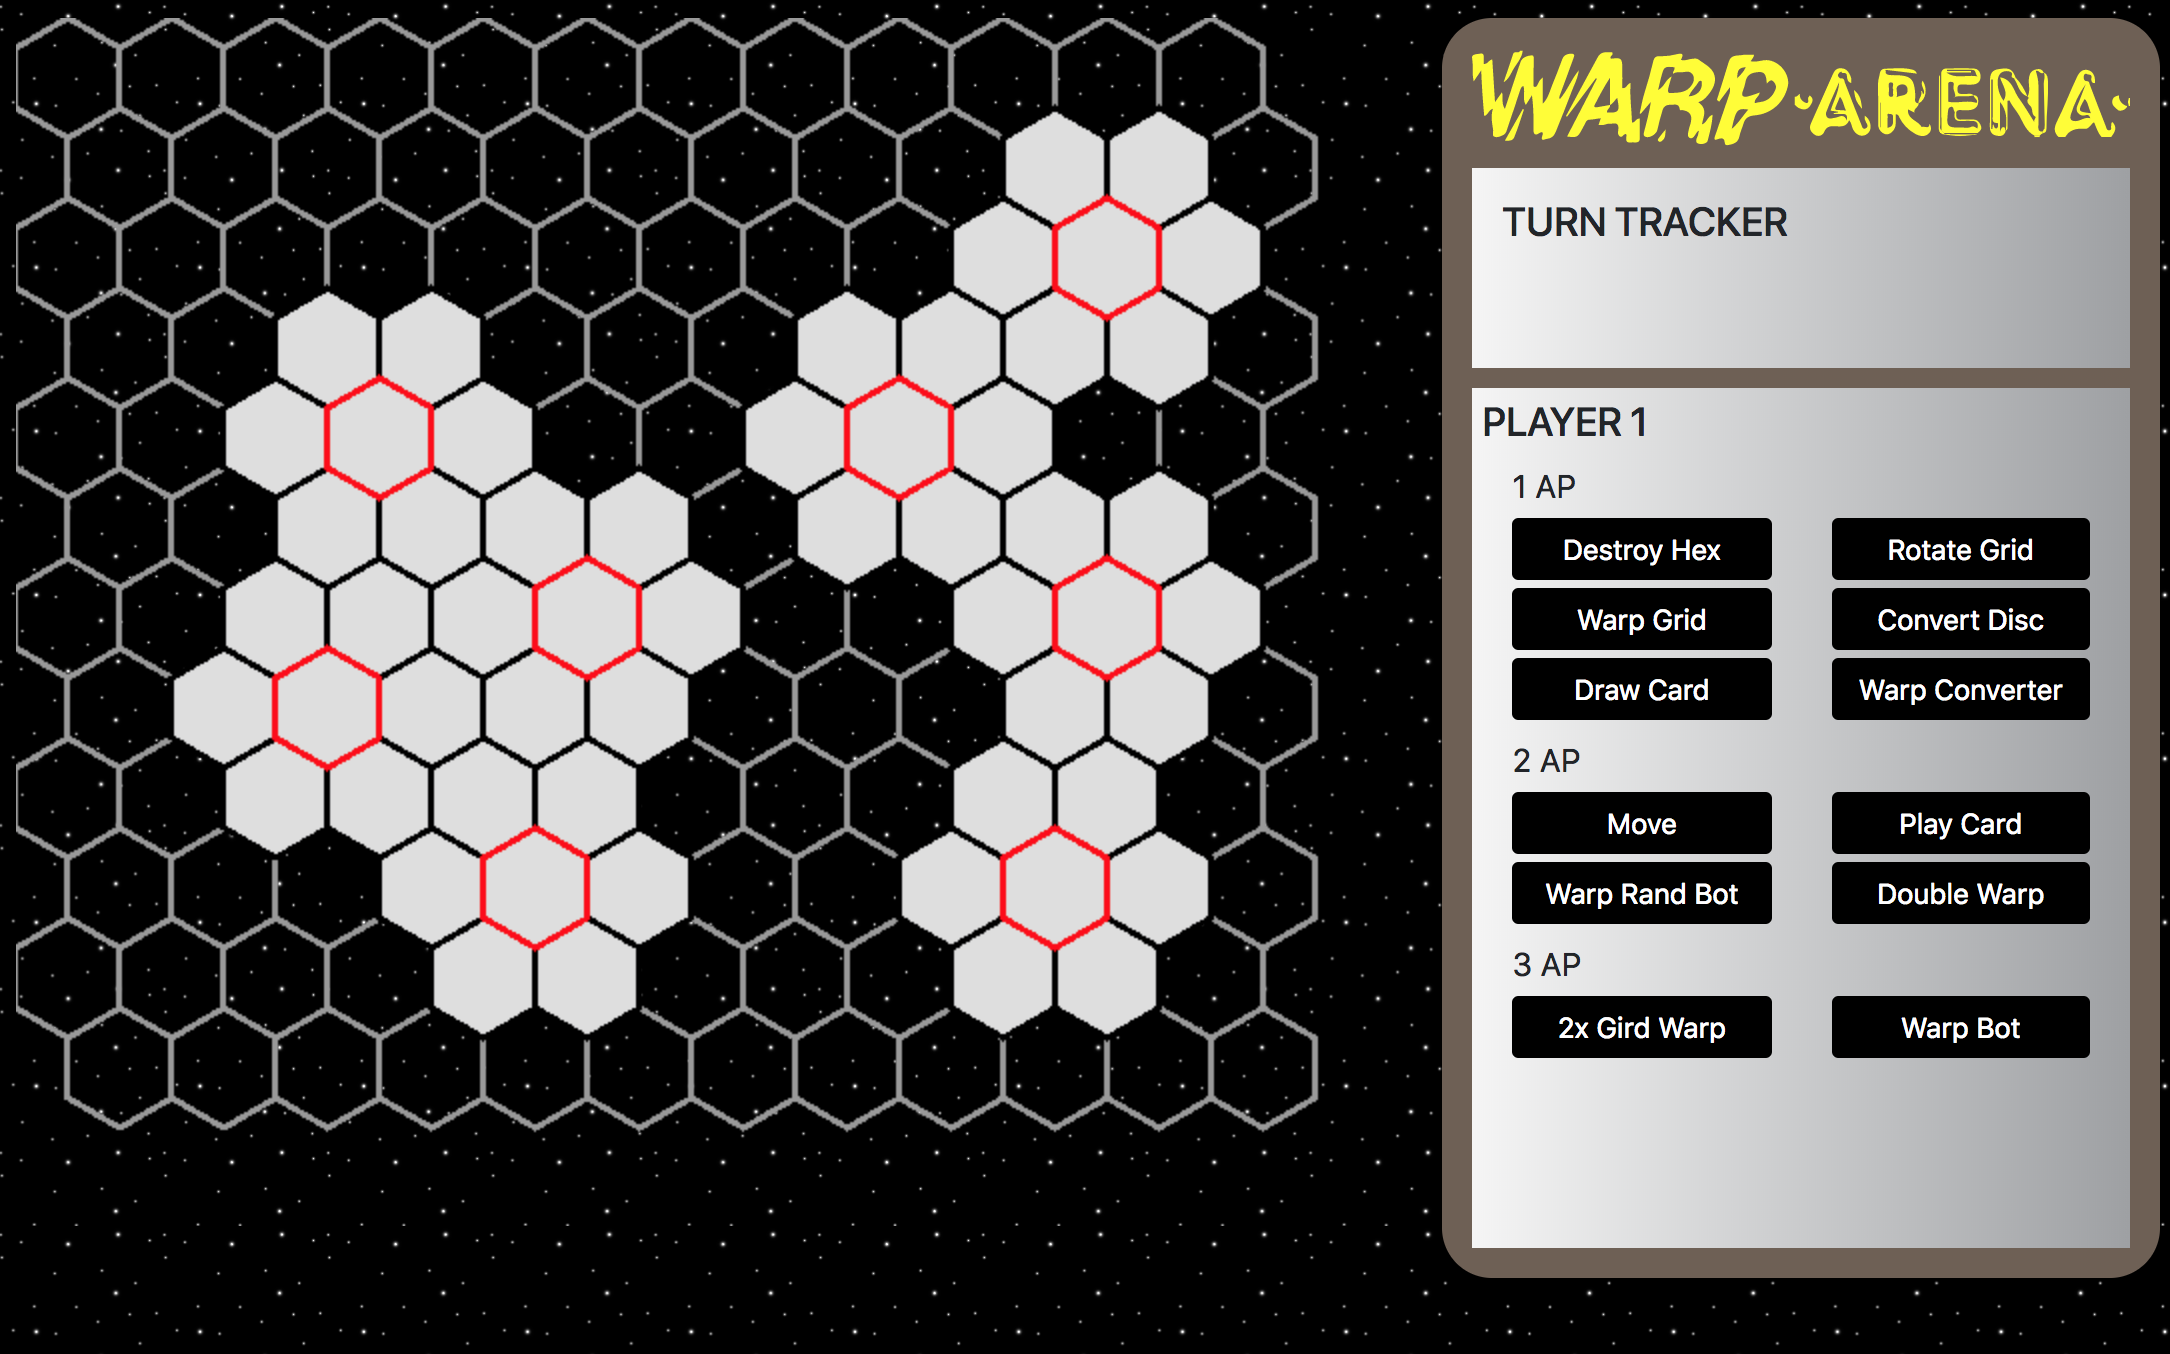 WARP·ARENA·
TURN TRACKER
PLAYER 1
1 AP
Destroy Hex Rotate Grid
Warp Grid Convert Disc
Draw Card Warp Converter
2 AP
Move Play Card
Warp Rand Bot Double Warp
3 AP
2x Gird Warp Warp Bot